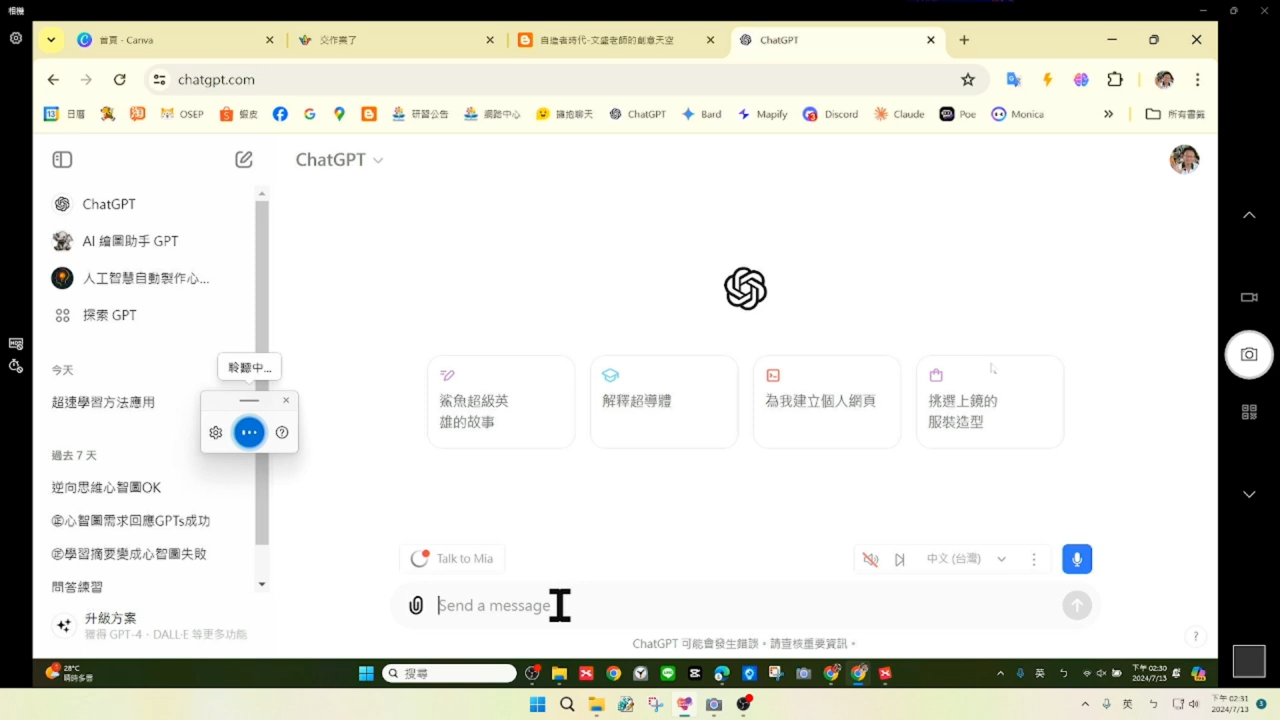 相機
首頁 - Canva
交作業了
自造者時代-文盛老師的創意天空
ChatGPT
chatgpt.com
13
日曆
OSEP
蝦皮
研習公告
網路中心
擁抱聊天
ChatGPT
Bard
Mapify
Discord
Claude
Poe
Monica
所有書籤
ChatGPT
ChatGPT
AI 繪圖助手 GPT
人工智慧自動製作心...
探索 GPT
聆聽中...
今天
超速學習方法應用
過去 7 天
逆向思維心智圖OK
㊣心智圖需求回應GPTs成功
㊣學習摘要變成心智圖失敗
問答練習
升級方案
獲得 GPT-4、DALL·E 等更多功能
鯊魚超級英
雄的故事
解釋超導體
為我建立個人網頁
挑選上鏡的
服裝造型
Talk to Mia
中文 (台灣)
Send a message
ChatGPT 可能會發生錯誤。請查核重要資訊。
?
28°C
晴時多雲
搜尋
英
ㄅ
下午 02:30
2024/7/13
英
ㄅ
下午 02:31
2024/7/13